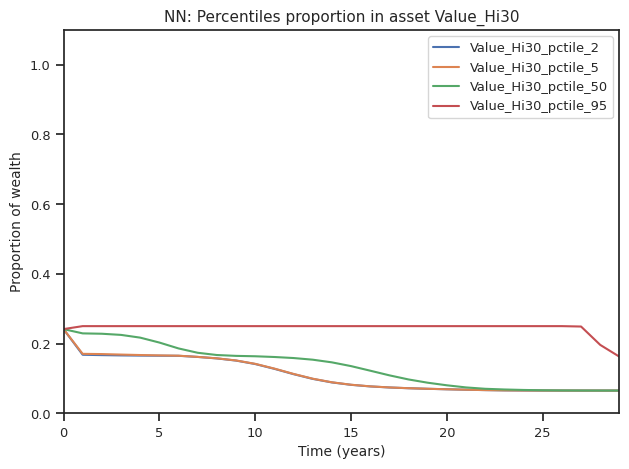 NN: Percentiles proportion in asset Value_Hi30
Value_Hi30_pctile_2
Value_Hi30_pctile_5
Value_Hi30_pctile_50
Value_Hi30_pctile_95
Proportion of wealth
1.0
0.8
0.6
0.4
0.2
0.0
0 5 10 15 20 25
Time (years)